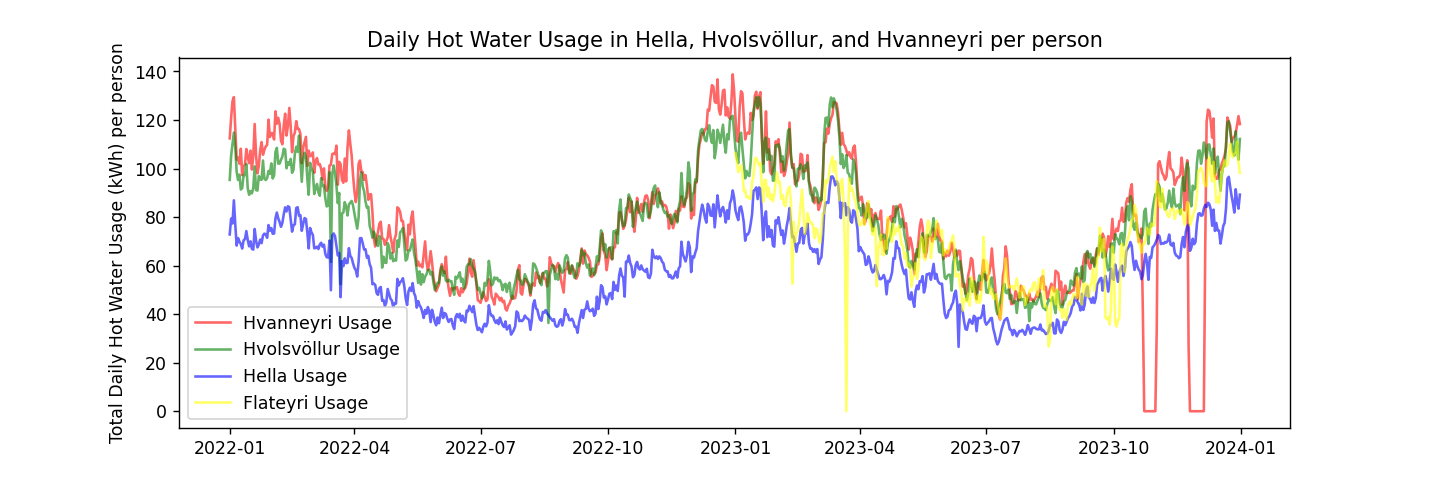 Daily Hot Water Usage in Hella, Hvolsvöllur, and Hvanneyri per person
Total Daily Hot Water Usage (kWh) per person
140
120
100
80
60
40
20
0
Hvanneyri Usage
Hvolsvöllur Usage
Hella Usage
Flateyri Usage
2022-01 2022-04 2022-07 2022-10 2023-01 2023-04 2023-07 2023-10 2024-01